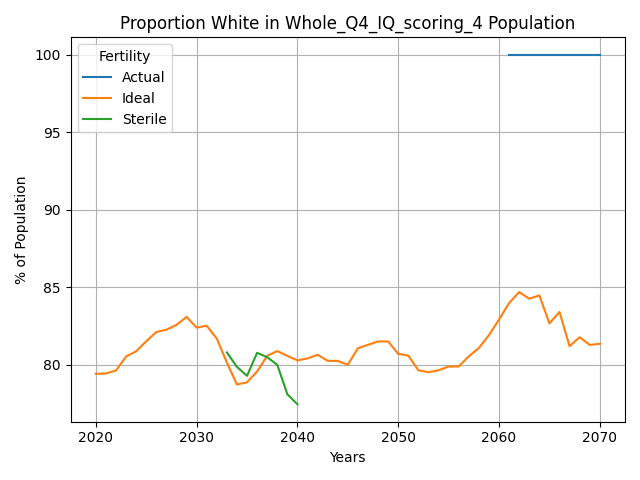 Proportion White in Whole_Q4_IQ_scoring_4 Population
Fertility
Actual
Ideal
Sterile
% of Population
100
95
90
85
80
2020 2030 2040 2050 2060 2070
Years